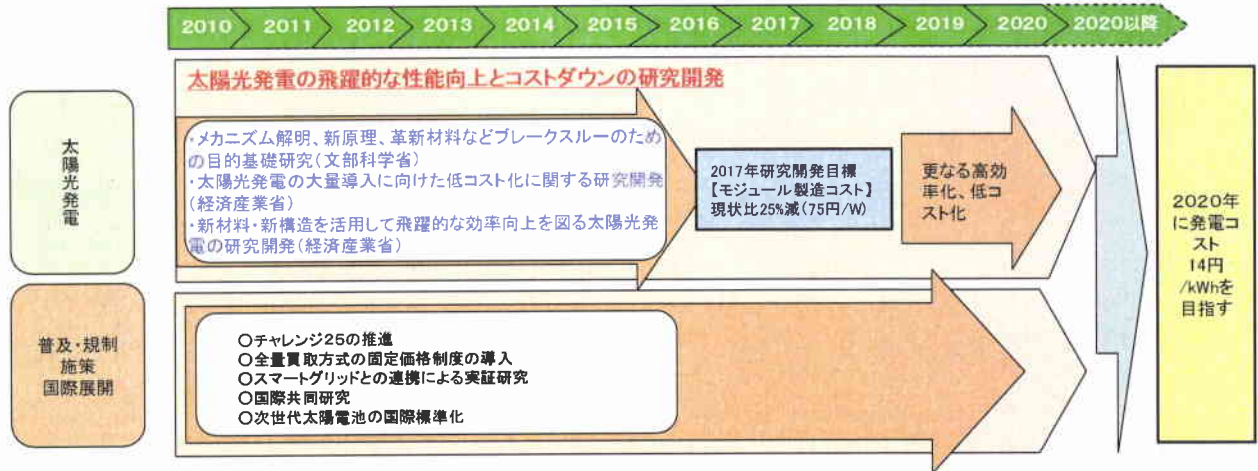 2010 2011 2012 2013 2014 2015 2016 2017 2018 2019 2020 2020以降
太陽光発電の飛躍的な性能向上とコストダウンの研究開発
太陽光発電
・メカニズム解明、新原理、革新材料などブレークスルーのため
の目的基礎研究(文部科学省)
・太陽光発電の大量導入に向けた低コスト化に関する研究開発
(経済産業省)
・新材料・新構造を活用して飛躍的な効率向上を図る太陽光発
電の研究開発(経済産業省)
2017年研究開発目標
【モジュール製造コスト】
現状比25%減(75円/W)
更なる高効
率化、低コ
スト化
2020年
に発電コ
スト
14円
/kWhを
目指す
普及・規制
施策
国際展開
○チャレンジ25の推進
○全量買取方式の固定価格制度の導入
○スマートグリッドとの連携による実証研究
○国際共同研究
○次世代太陽電池の国際標準化